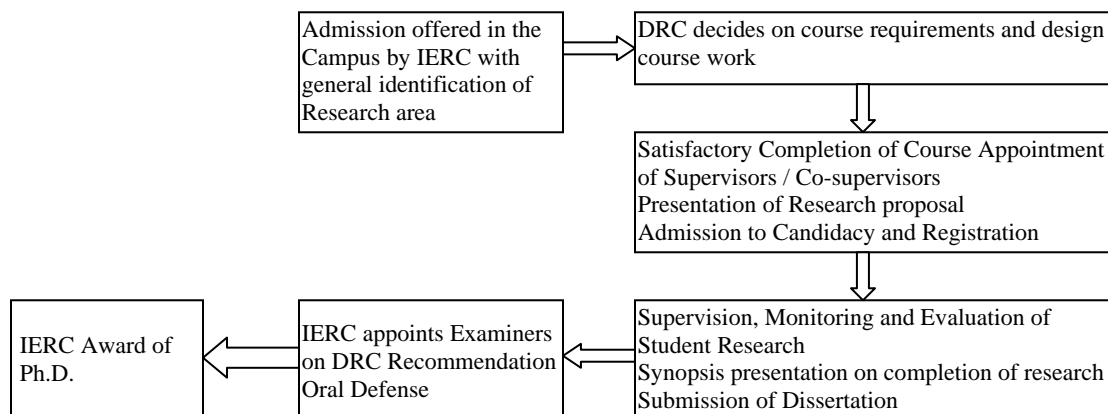 Admission offered in the
Campus by IERC with
general identification of
Research area
DRC decides on course requirements and design
course work
Satisfactory Completion of Course Appointment
of Supervisors / Co-supervisors
Presentation of Research proposal
Admission to Candidacy and Registration
Supervision, Monitoring and Evaluation of
Student Research
Synopsis presentation on completion of research
Submission of Dissertation
IERC appoints Examiners
on DRC Recommendation
Oral Defense
IERC Award of
Ph.D.